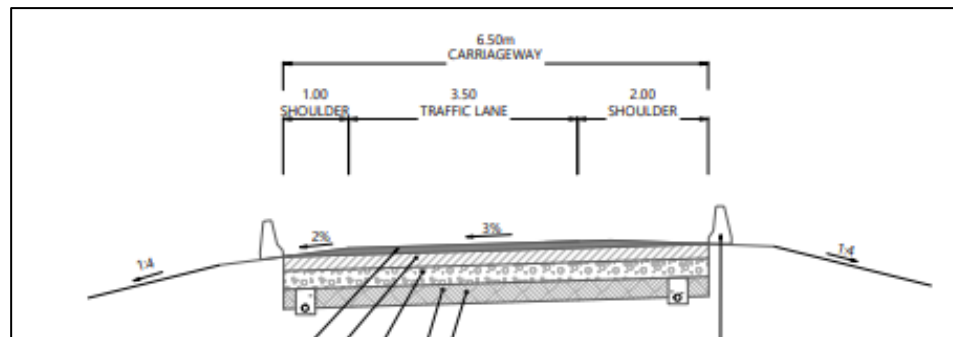 6.50m
CARRIAGEWAY
1.00
SHOULDER
3.50
TRAFFIC LANE
2.00
SHOULDER
2%
3%
1:4
1:4